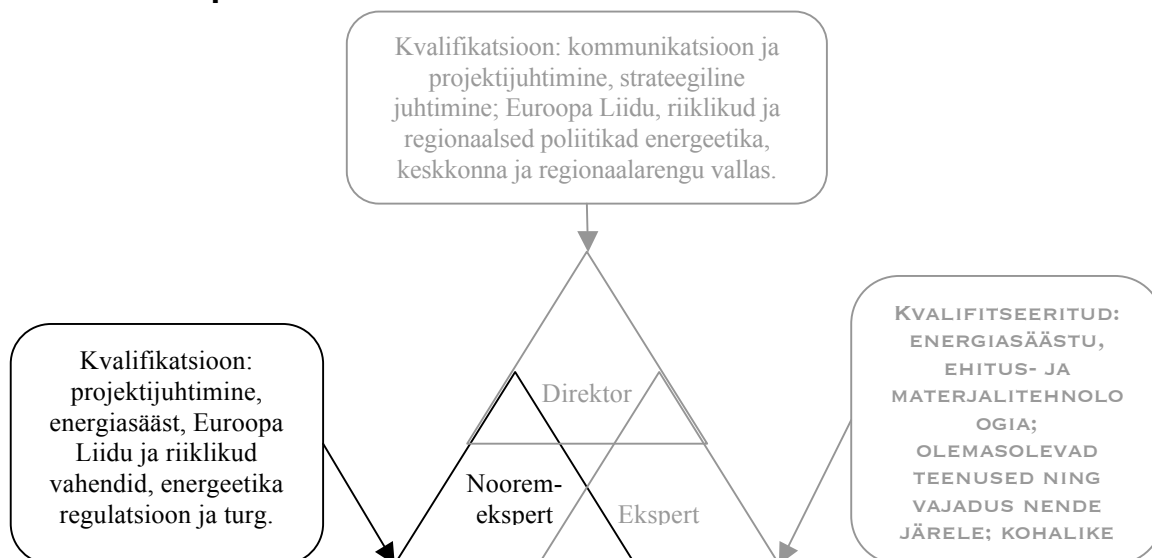 Kvalifikatsioon: kommunikatsioon ja
projektijuhtimine, strateegiline
juhtimine; Euroopa Liidu, riiklikud ja
regionaalsed poliitikad energeetika,
keskkonna ja regionaalarengu vallas.
Kvalifikatsioon:
projektijuhtimine,
energiasääst, Euroopa
Liidu ja riiklikud
vahendid, energeetika
regulatsioon ja turg.
Direktor
Noorem-
ekspert
Ekspert
KVALIFITSEERITUD:
ENERGIASÄÄSTU,
EHITUS- JA
MATERJALITEHNOLO
OGIA;
OLEMASOLEVAD
TEENUSED NING
VAJADUS NENDE
JÄRELE; KOHALIKE